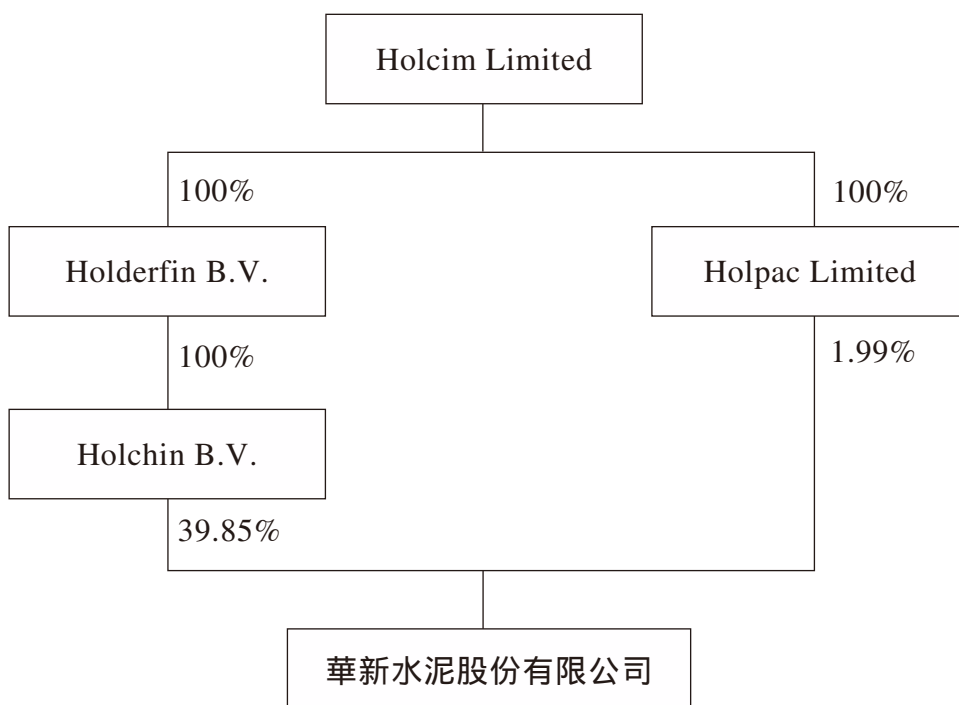 Holcim Limited
100%
100%
Holderfin B.V.
Holpac Limited
100%
1.99%
Holchin B.V.
39.85%
華新水泥股份有限公司